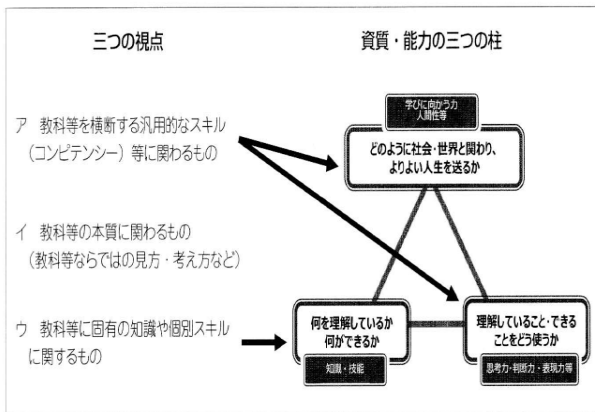 三つの視点
資質・能力の三つの柱
ア 教科等を横断する汎用的なスキル
(コンピテンシー)等に関わるもの
イ 教科等の本質に関わるもの
(教科等ならではの見方・考え方など)
ウ 教科等に固有の知識や個別スキル
に関するもの
学びに向かう力
人間性等
どのように社会・世界と関わり、
よりよい人生を送るか
何を理解しているか
何ができるか
知識・技能
理解していること・できる
ことをどう使うか
思考力・判断力・表現力等